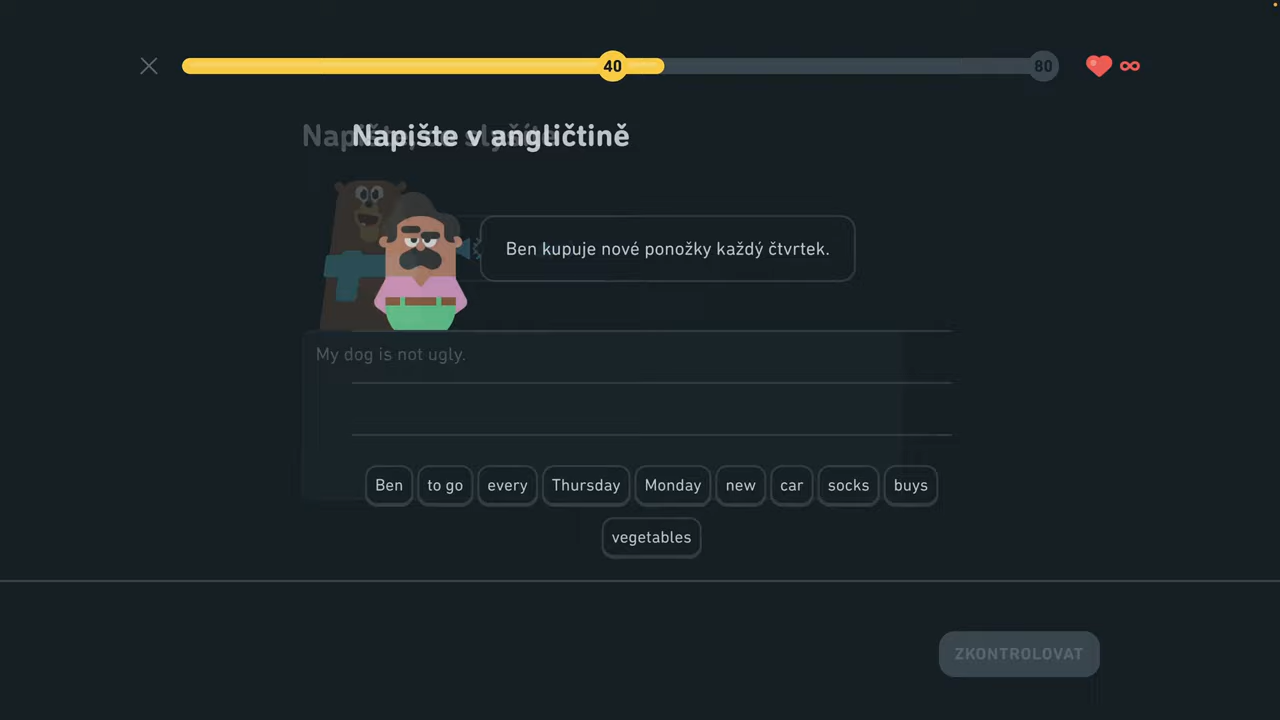 40
80
Napište v angličtině
Ben kupuje nové ponožky každý čtvrtek.
My dog is not ugly.
Ben
to go
every
Thursday
Monday
new
car
socks
buys
vegetables
ZKONTROLOVAT